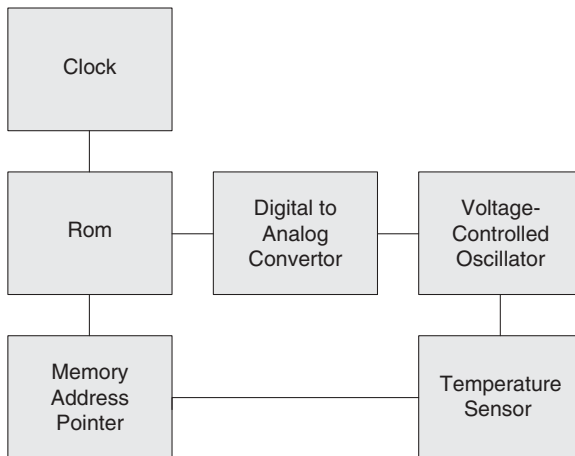 Clock
Rom
Digital to
Analog
Convertor
Voltage-
Controlled
Oscillator
Memory
Address
Pointer
Temperature
Sensor